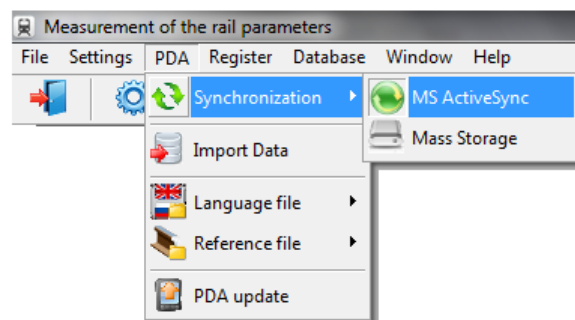 Measurement of the rail parameters
File Settings PDA Register Database Window Help
Synchronization MS ActiveSync
Mass Storage
Import Data
Language file
Reference file
PDA update